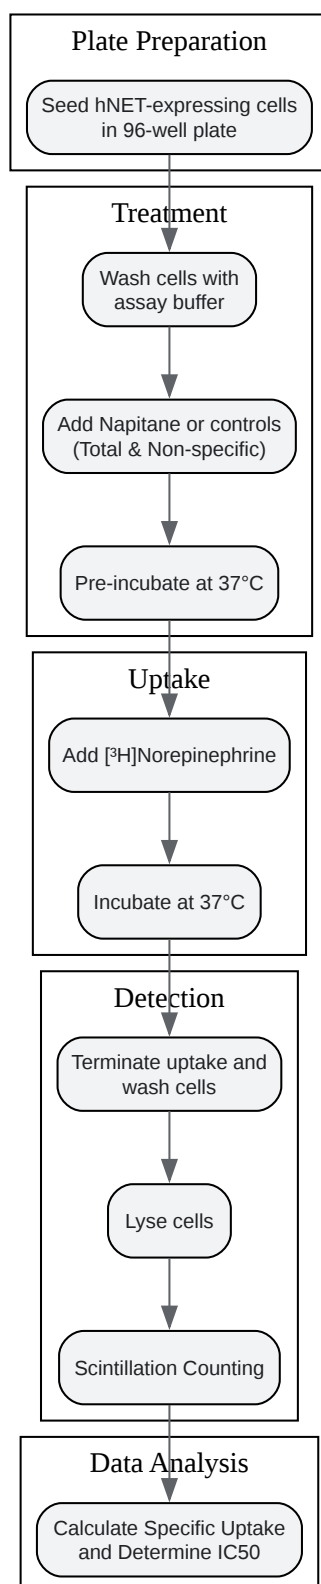 Plate Preparation
Seed hNET-expressing cells
in 96-well plate
Treatment
Wash cells with
assay buffer
Add Napitane or controls
(Total & Non-specific)
Pre-incubate at 37°C
Uptake
Add [³H]Norepinephrine
Incubate at 37°C
Detection
Terminate uptake and
wash cells
Lyse cells
Scintillation Counting
Data Analysis
Calculate Specific Uptake
and Determine IC50